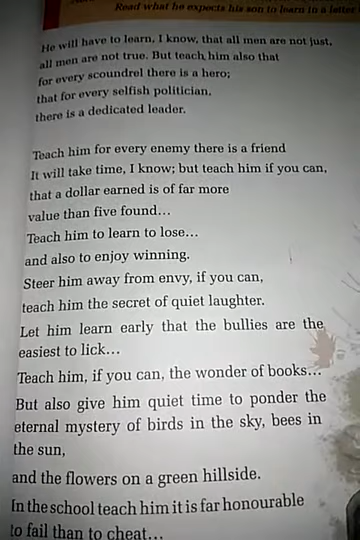 Read what he expects his son to learn in a letter
He will have to learn, I know, that all men are not just,
all men are not true. But teach him also that
for every scoundrel there is a hero;
that for every selfish politician,
there is a dedicated leader.
Teach him for every enemy there is a friend
It will take time, I know; but teach him if you can,
that a dollar earned is of far more
value than five found...
Teach him to learn to lose...
and also to enjoy winning.
Steer him away from envy, if you can,
teach him the secret of quiet laughter.
Let him learn early that the bullies are the
easiest to lick...
Teach him, if you can, the wonder of books...
But also give him quiet time to ponder the
eternal mystery of birds in the sky, bees in
the sun,
and the flowers on a green hillside.
In the school teach him it is far honourable
to fail than to cheat...